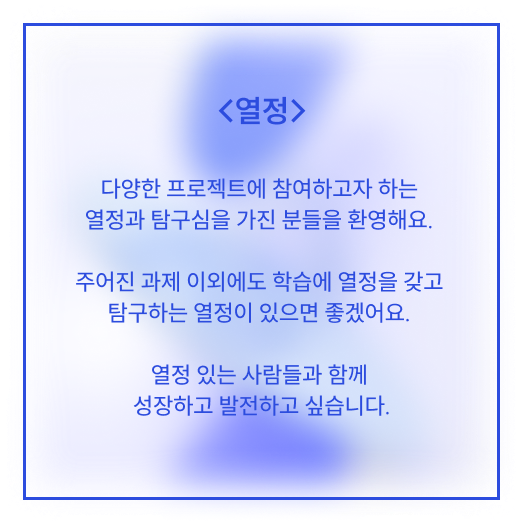 <열정>
다양한 프로젝트에 참여하고자 하는
열정과 탐구심을 가진 분들을 환영해요.
주어진 과제 이외에도 학습에 열정을 갖고
탐구하는 열정이 있으면 좋겠어요.
열정 있는 사람들과 함께
성장하고 발전하고 싶습니다.